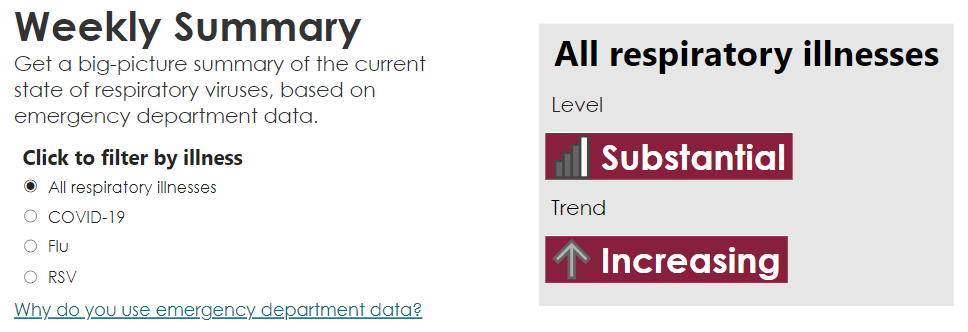 Weekly Summary
Get a big-picture summary of the current
state of respiratory viruses, based on
emergency department data.
Click to filter by illness
All respiratory illnesses
COVID-19
Flu
RSV
Why do you use emergency department data?
All respiratory illnesses
Level
Substantial
Trend
Increasing